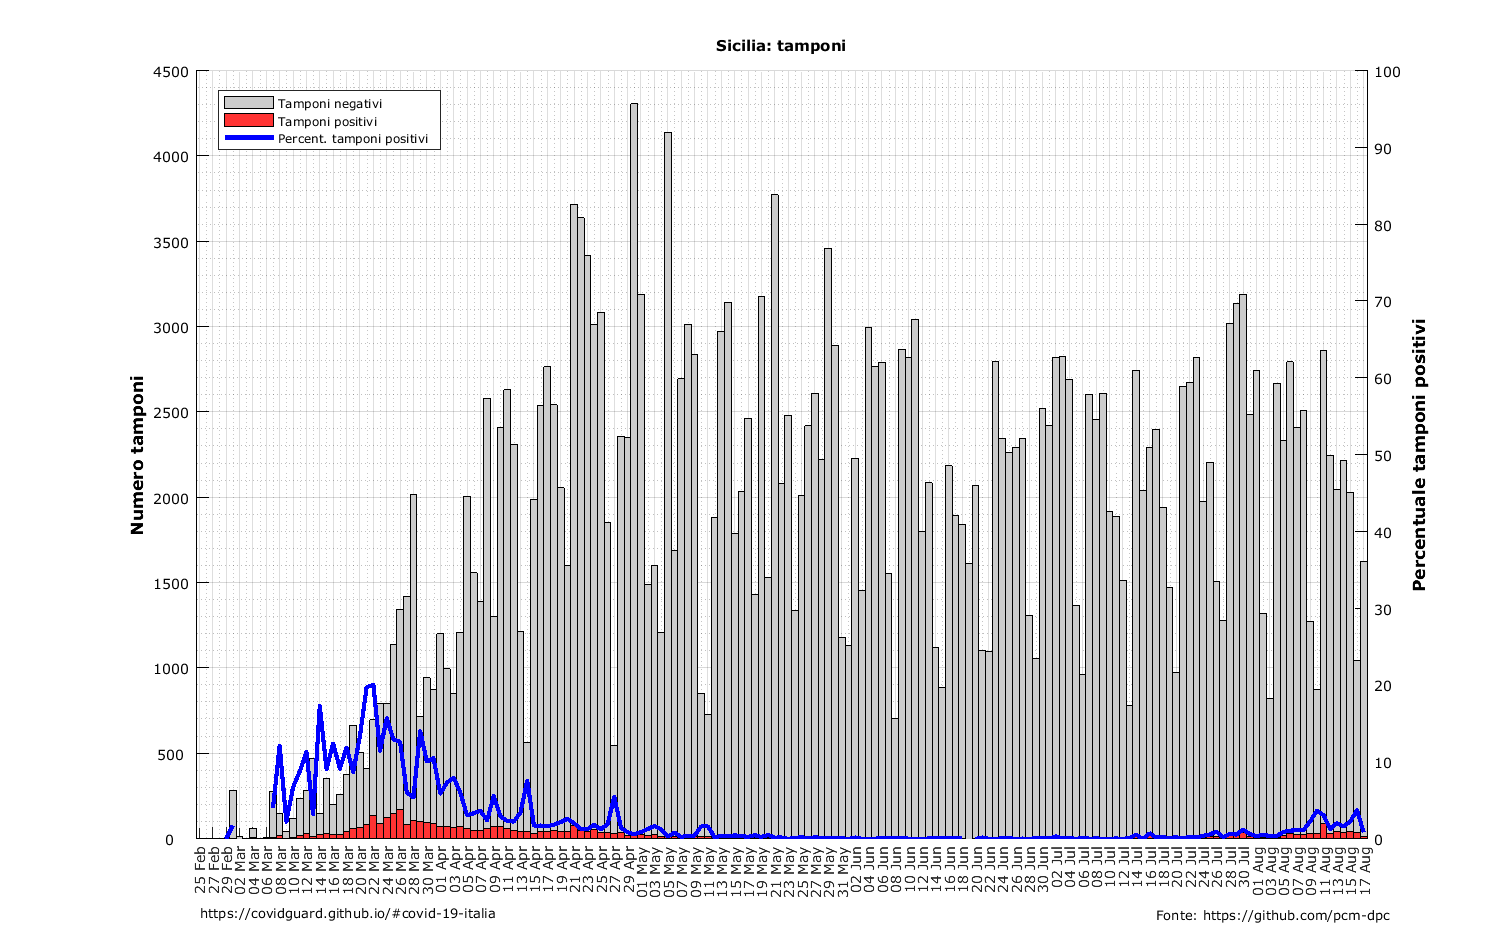 Sicilia: tamponi
4500
4000
3500
3000
2500
2000
1500
1000
500
0
Numero tamponi
Tamponi negativi
Tamponi positivi
Percent. tamponi positivi
100
90
80
70
60
50
40
30
20
10
0
Percentuale tamponi positivi
25 Feb
27 Feb
29 Feb
02 Mar
04 Mar
06 Mar
08 Mar
10 Mar
12 Mar
14 Mar
16 Mar
18 Mar
20 Mar
22 Mar
24 Mar
26 Mar
28 Mar
30 Mar
01 Apr
03 Apr
05 Apr
07 Apr
09 Apr
11 Apr
13 Apr
15 Apr
17 Apr
19 Apr
21 Apr
23 Apr
25 Apr
27 Apr
29 Apr
01 May
03 May
05 May
07 May
09 May
11 May
13 May
15 May
17 May
19 May
21 May
23 May
25 May
27 May
29 May
31 May
02 Jun
04 Jun
06 Jun
08 Jun
10 Jun
12 Jun
14 Jun
16 Jun
18 Jun
20 Jun
22 Jun
24 Jun
26 Jun
28 Jun
30 Jun
02 Jul
04 Jul
06 Jul
08 Jul
10 Jul
12 Jul
14 Jul
16 Jul
18 Jul
20 Jul
22 Jul
24 Jul
26 Jul
28 Jul
30 Jul
01 Aug
03 Aug
05 Aug
07 Aug
09 Aug
11 Aug
13 Aug
15 Aug
17 Aug
https://covidguard.github.io/#covid-19-italia
Fonte: https://github.com/pcm-dpc